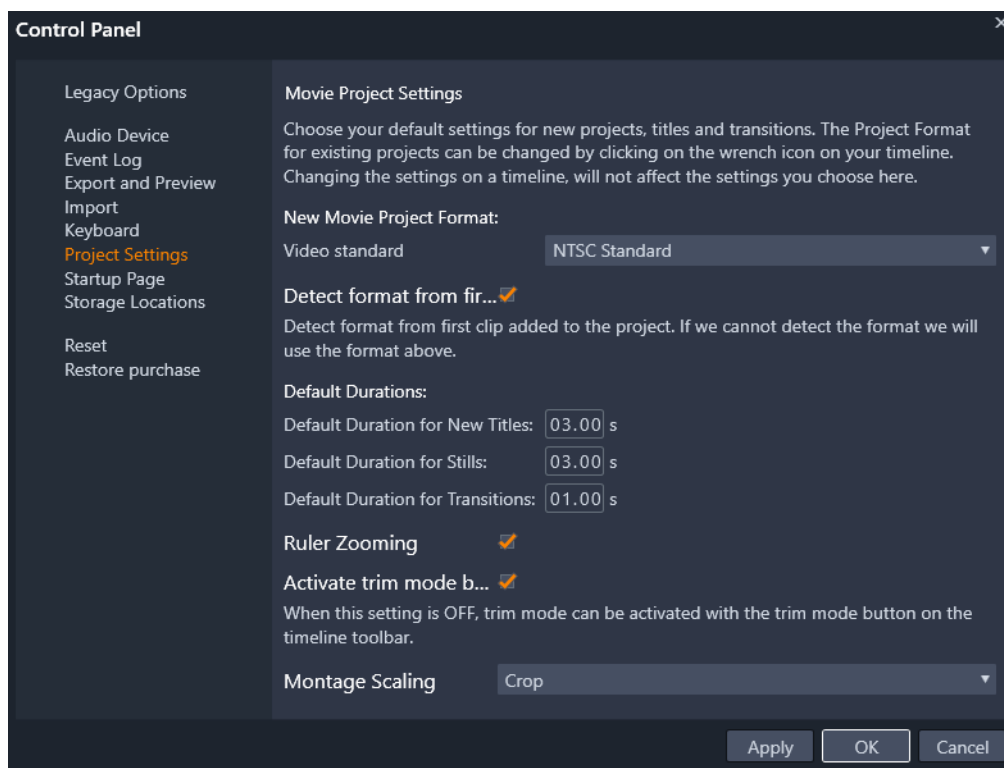 Control Panel
Legacy Options
Audio Device
Event Log
Export and Preview
Import
Keyboard
Project Settings
Startup Page
Storage Locations
Reset
Restore purchase
Movie Project Settings
Choose your default settings for new projects, titles and transitions. The Project Format
for existing projects can be changed by clicking on the wrench icon on your timeline.
Changing the settings on a timeline, will not affect the settings you choose here.
New Movie Project Format:
Video standard NTSC Standard
Detect format from fir...
Detect format from first clip added to the project. If we cannot detect the format we will
use the format above.
Default Durations:
Default Duration for New Titles: 03.00 s
Default Duration for Stills: 03.00 s
Default Duration for Transitions: 01.00 s
Ruler Zooming
Activate trim mode b...
When this setting is OFF, trim mode can be activated with the trim mode button on the
timeline toolbar.
Montage Scaling Crop
Apply OK Cancel